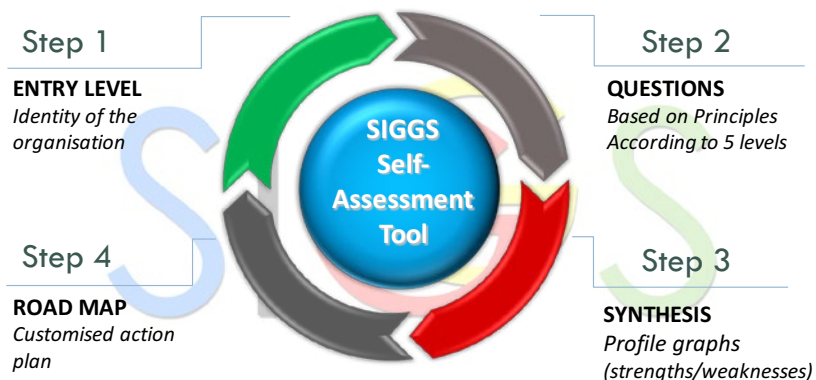 Step 1
ENTRY LEVEL
Identity of the
organisation
Step 2
QUESTIONS
Based on Principles
According to 5 levels
SIGGS
Self-
Assessment
Tool
Step 4
ROAD MAP
Customised action
plan
Step 3
SYNTHESIS
Profile graphs
(strengths/weaknesses)